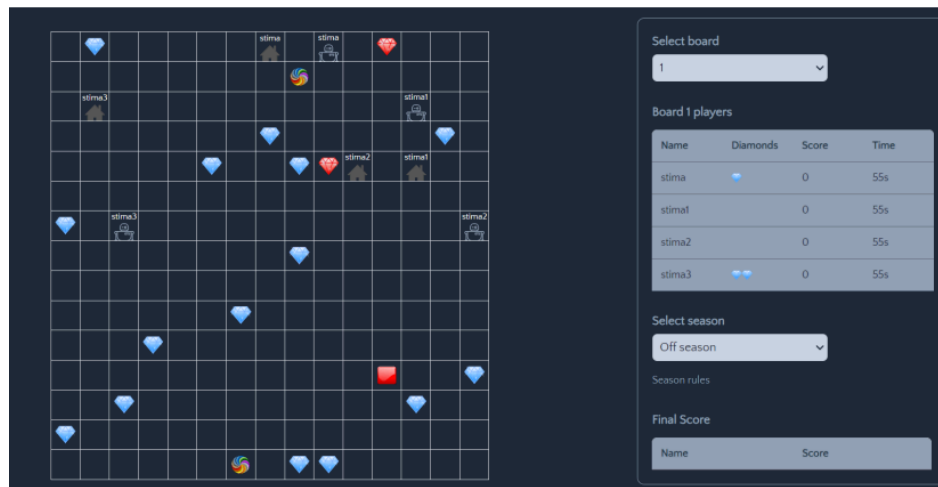 stima stima
stima3 stima1
stima2 stima1
stima3 stima2
Select board
1
Board 1 players
Name Diamonds Score Time
stima 0 55s
stima1 0 55s
stima2 0 55s
stima3 0 55s
Select season
Off season
Season rules
Final Score
Name Score